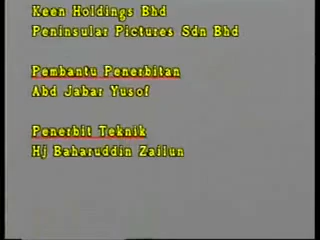 Keen Holdings Bhd
Peninsular Pictures Sdn Bhd
Pembantu Penerbitan
Abd Jabar Yusof
Penerbit Teknik
Hj Baharuddin Zailun